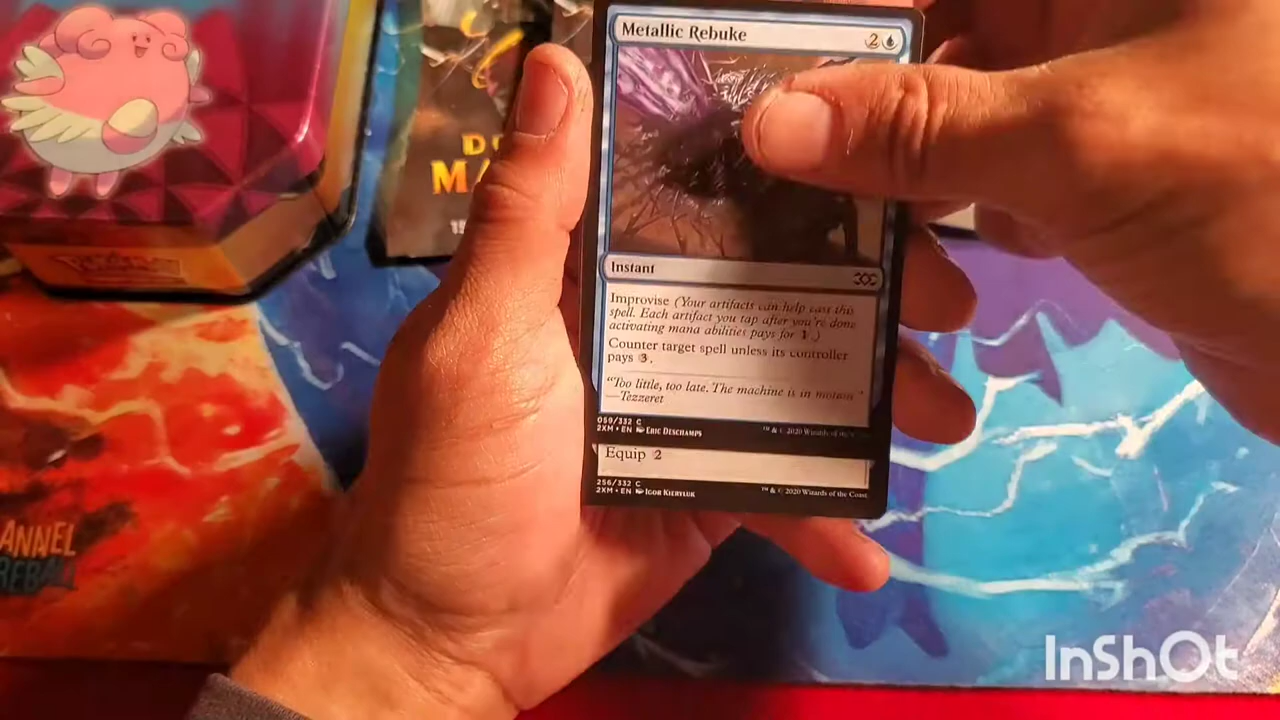 Metallic Rebuke 2
Instant
Improvise (Your artifacts can help cast this
spell. Each artifact you tap after you're done
activating mana abilities pays for 1.)
Counter target spell unless its controller
pays 3.
"Too little, too late. The machine is in motion."
—Tezzeret
059/332 C
2XM • EN Eric Deschamps
™ & © 2020 Wizards of
Equip 2
256/332 C
2XM • EN Igor Kieryluk
™ & © 2020 Wizards of the Coast
ANNEL
REBALL
InShOt